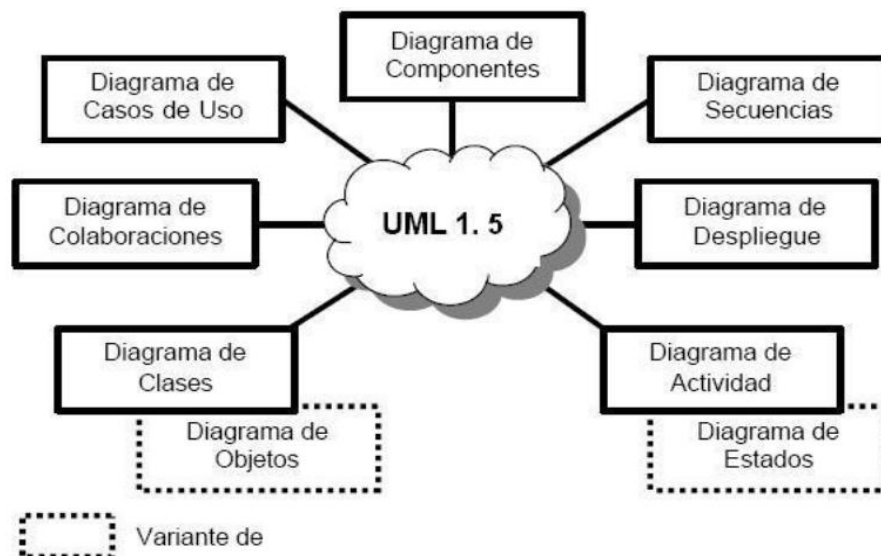 Diagrama de
Componentes
Diagrama de
Casos de Uso
Diagrama de
Secuencias
Diagrama de
Colaboraciones
UML 1. 5
Diagrama de
Despliegue
Diagrama de
Clases
Diagrama de
Actividad
Diagrama de
Objetos
Diagrama de
Estados
Variante de